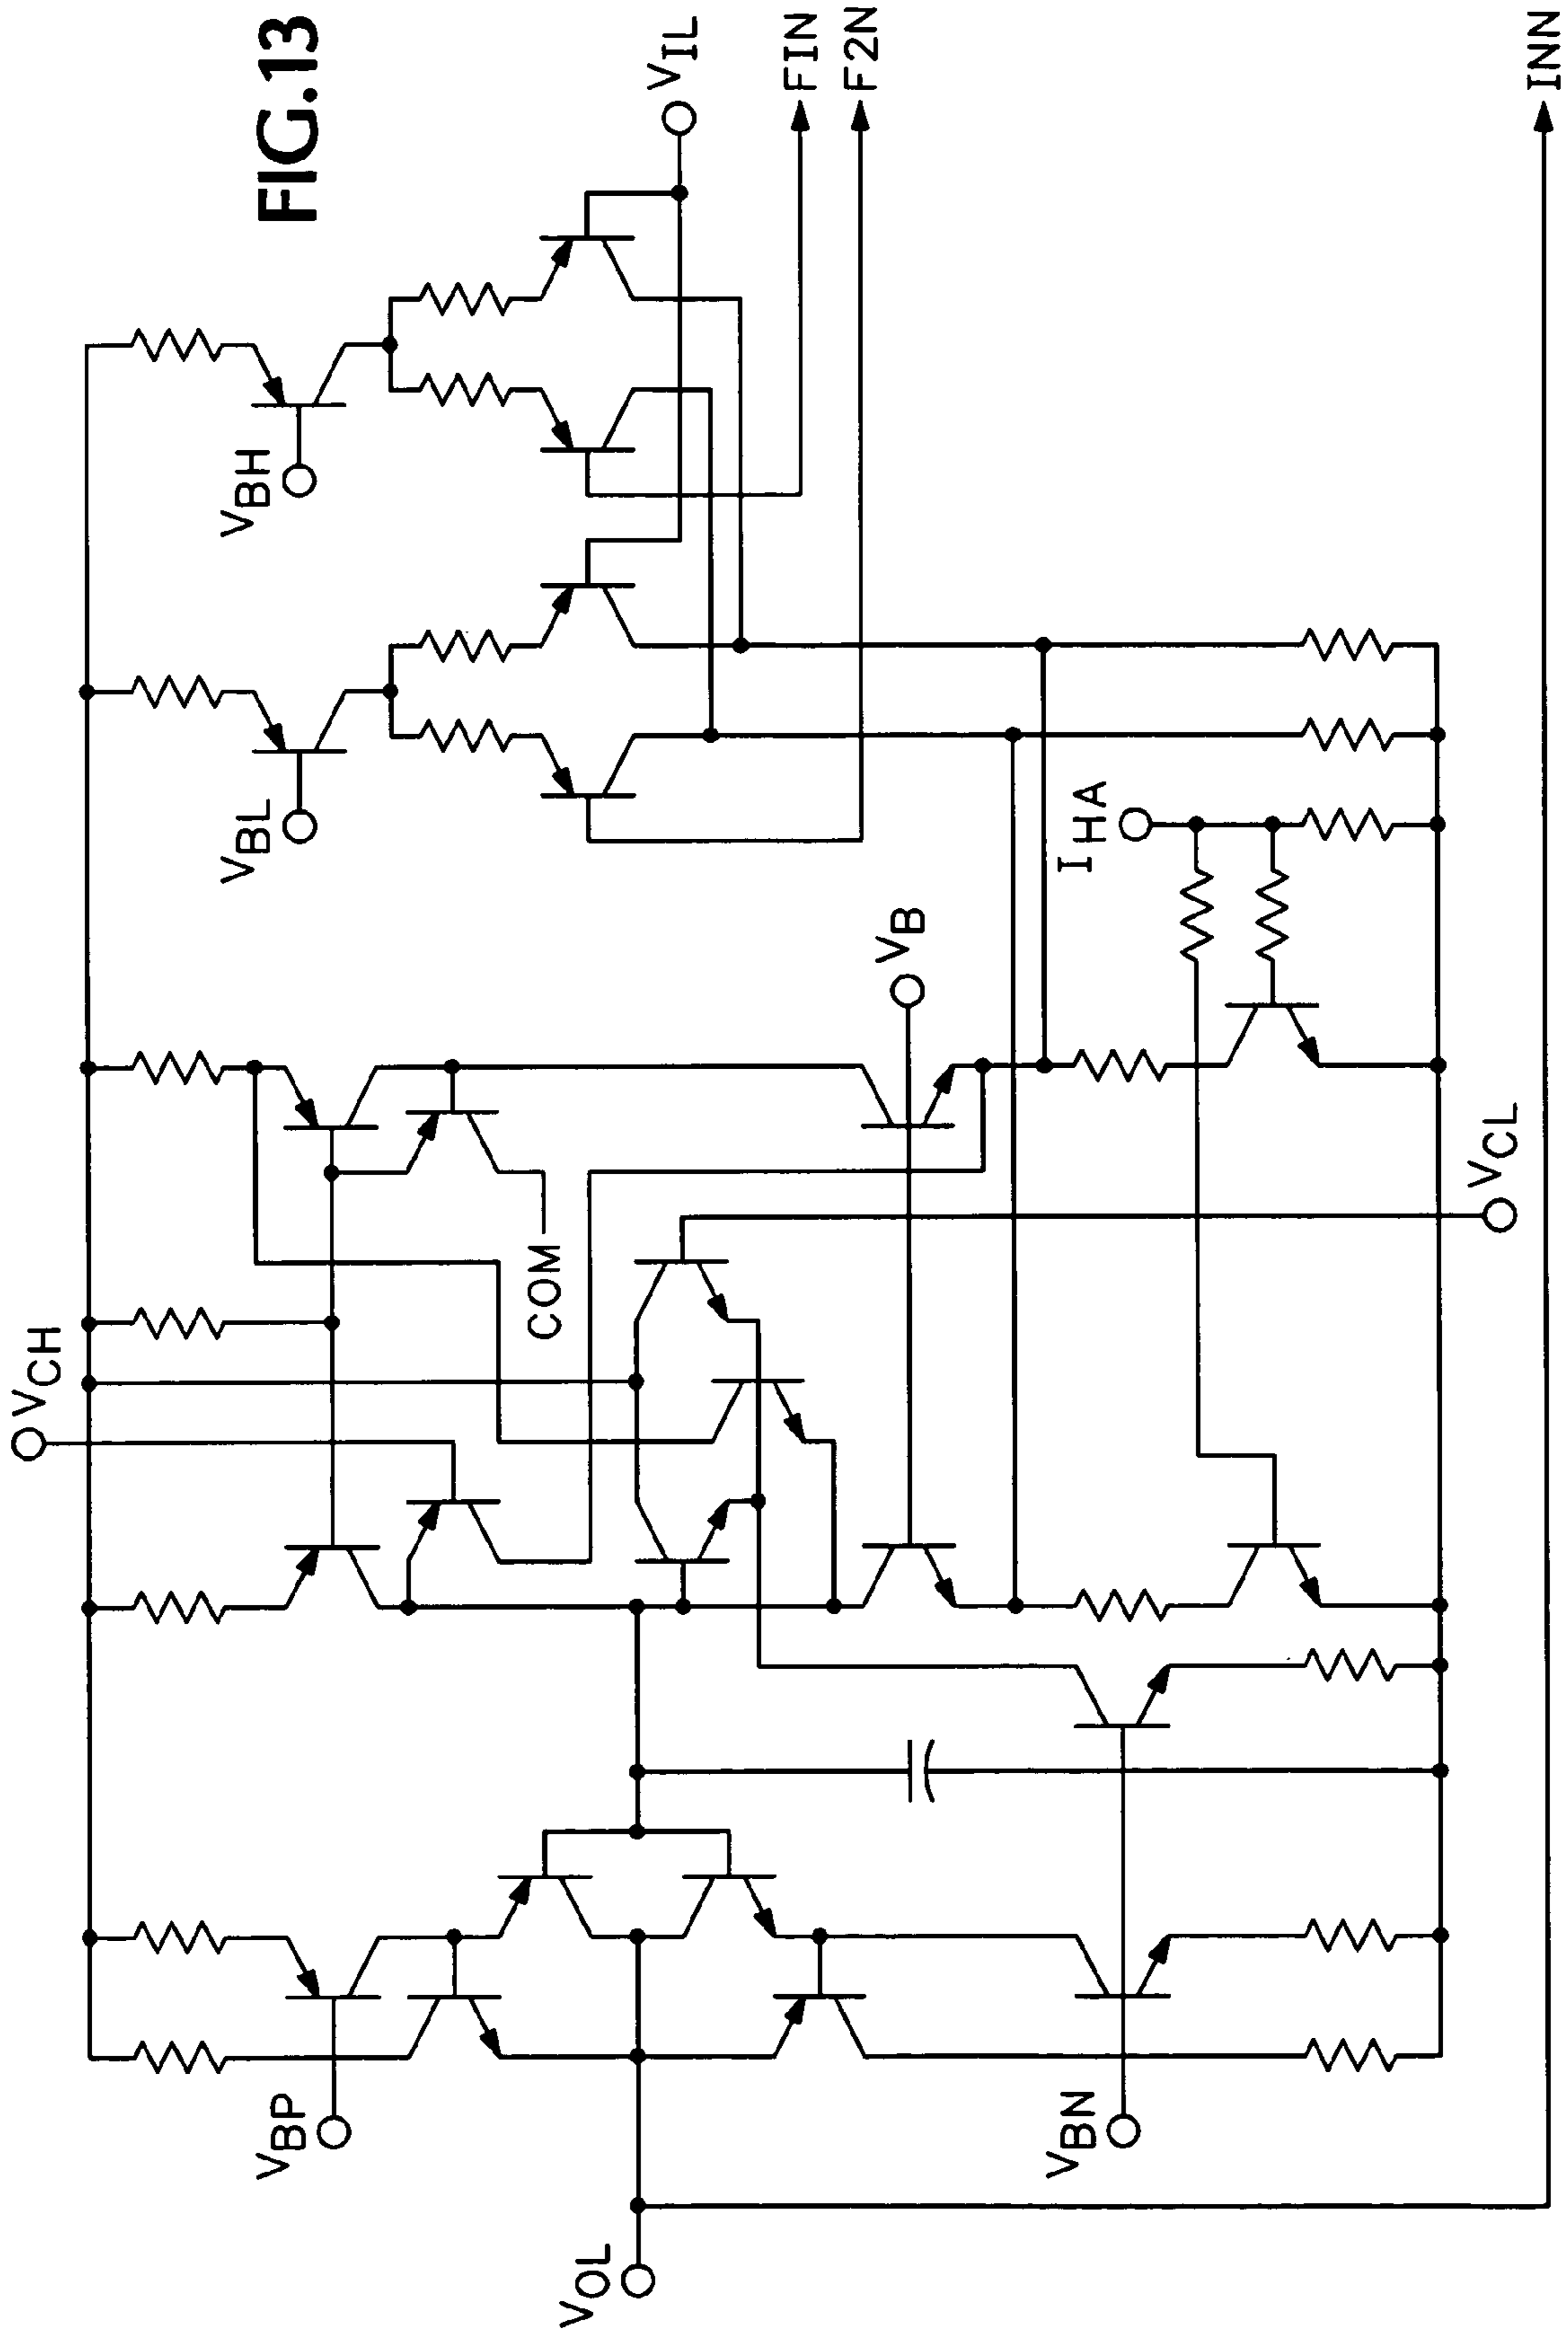 VCH
VBP
VBL
VBH
FIG.13
COM
VOL
VIL
FIN
F2N
VB
VBN
IHA
VCL
INN